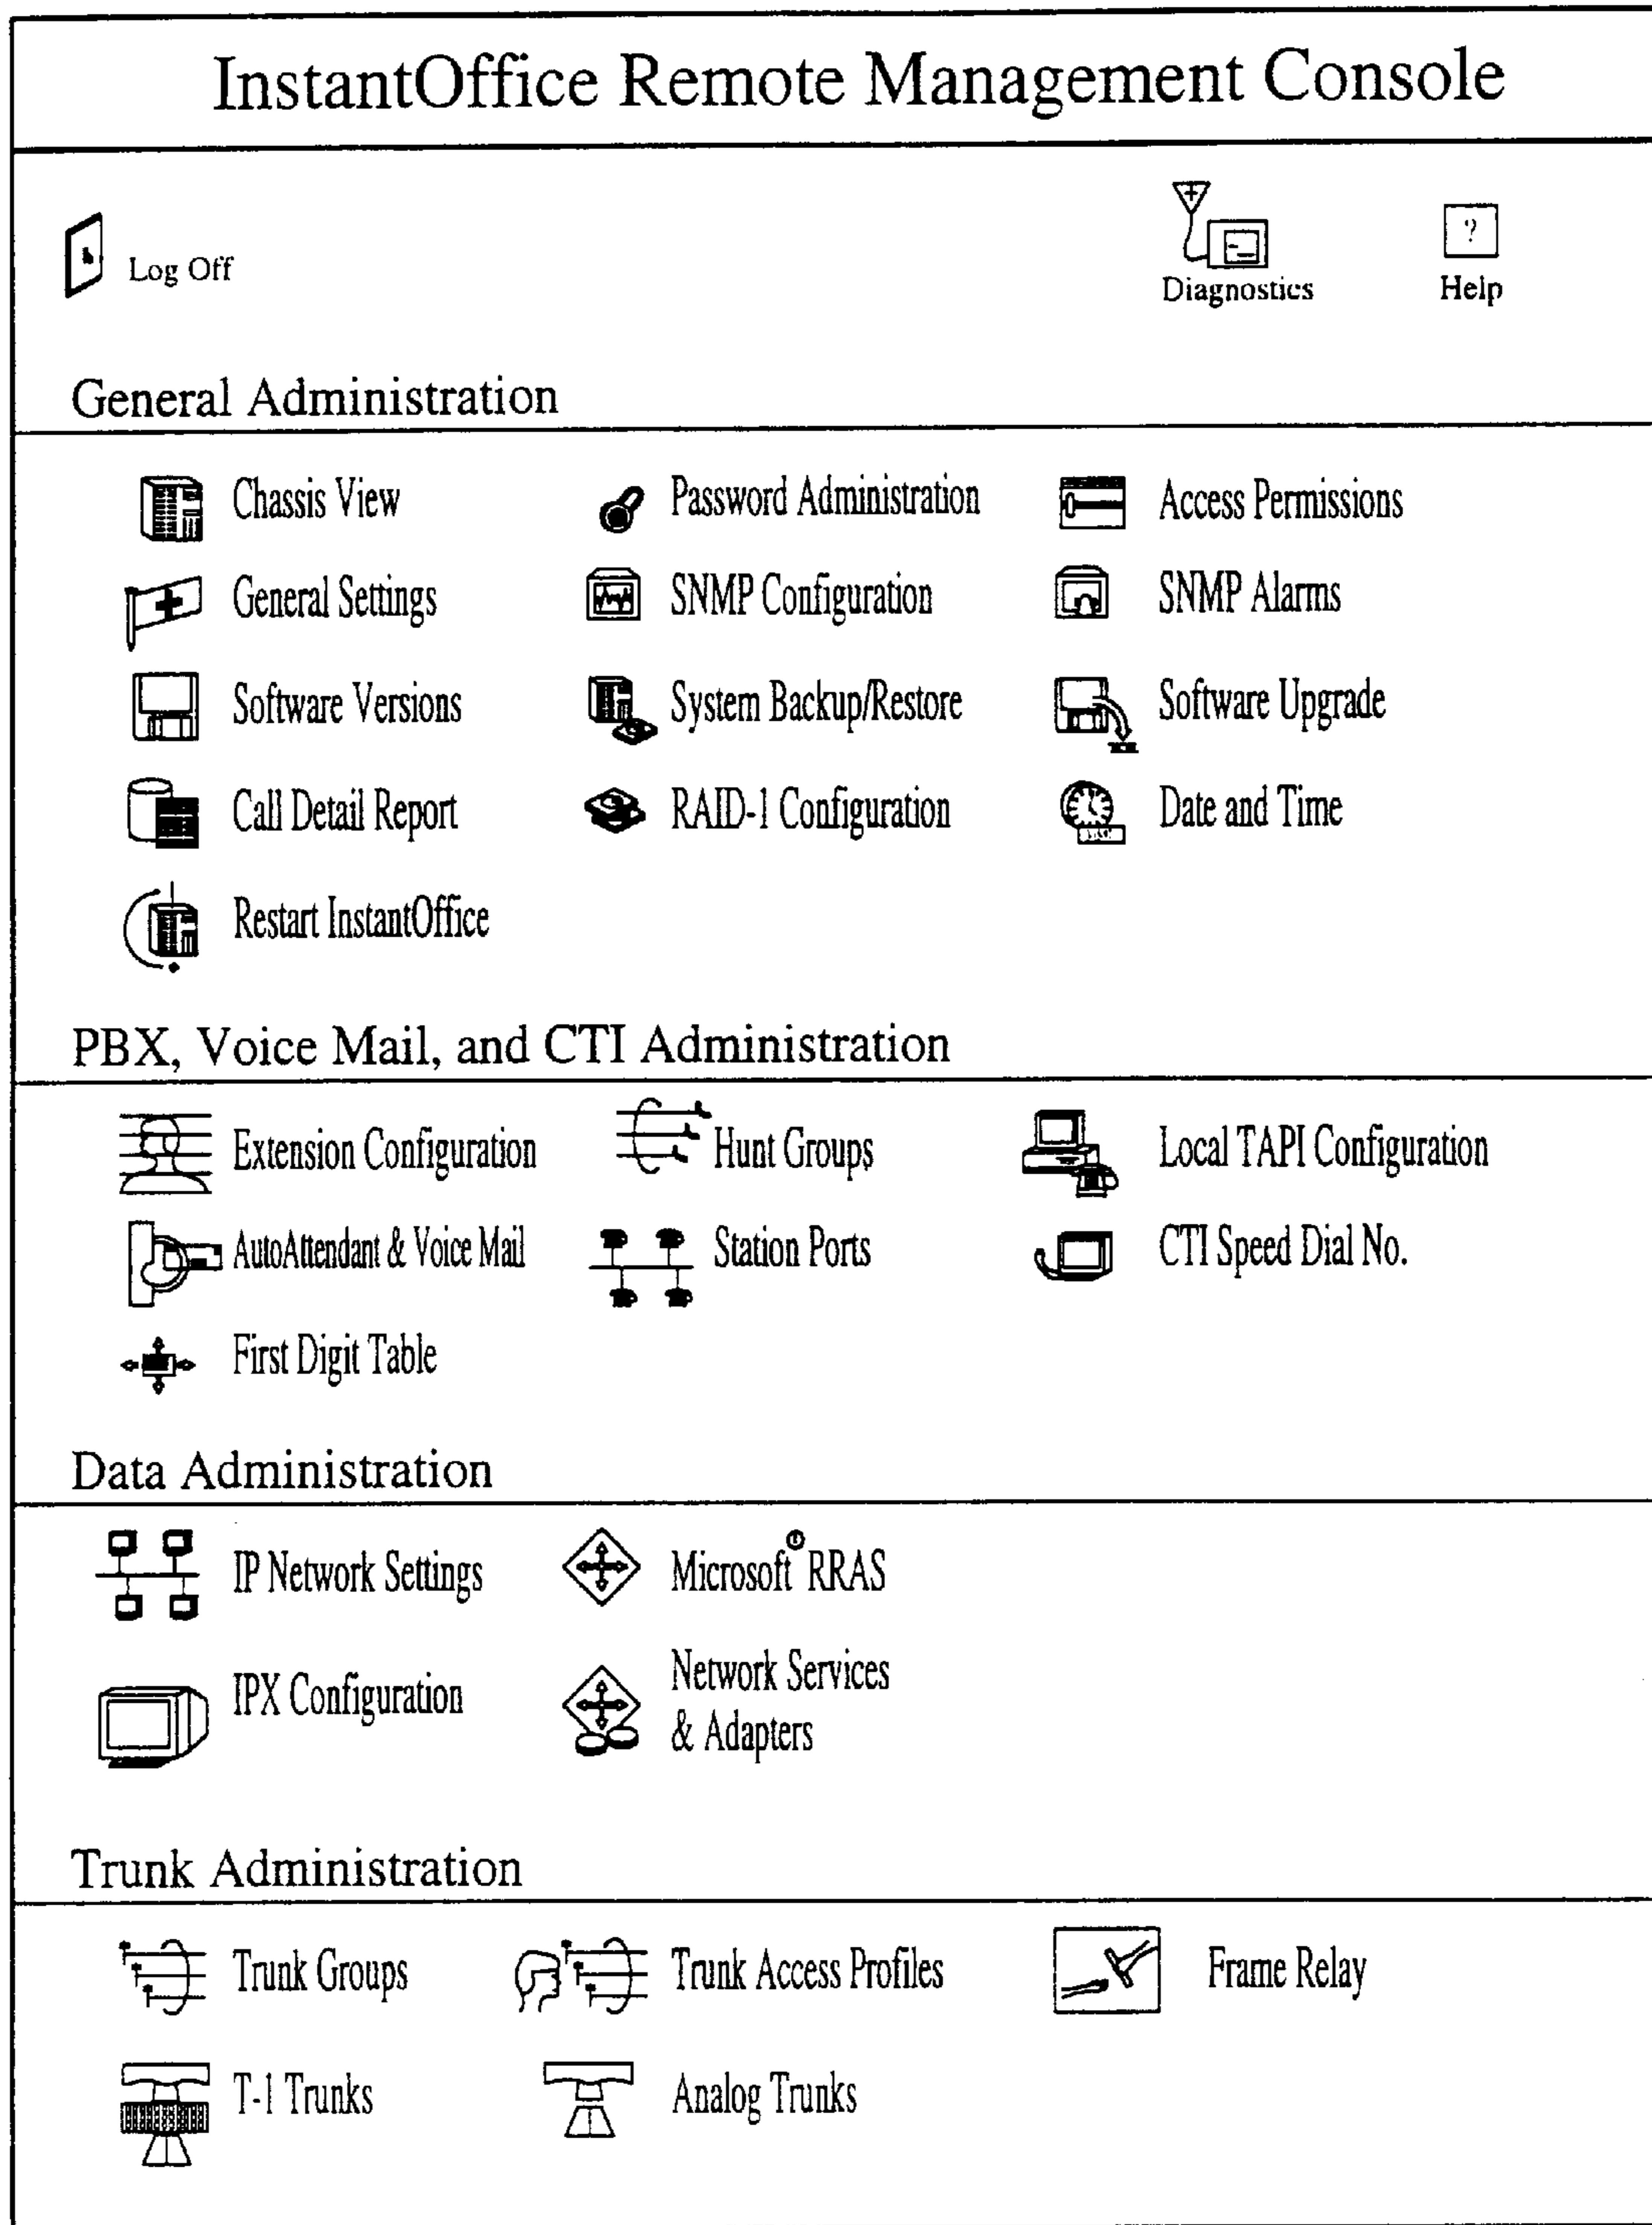 InstantOffice Remote Management Console
Log Off
Diagnostics
?
Help
General Administration
Chassis View
Password Administration
Access Permissions
General Settings
SNMP Configuration
SNMP Alarms
Software Versions
System Backup/Restore
Software Upgrade
Call Detail Report
RAID-1 Configuration
Date and Time
Restart InstantOffice
PBX, Voice Mail, and CTI Administration
Extension Configuration
Hunt Groups
Local TAPI Configuration
AutoAttendant & Voice Mail
Station Ports
CTI Speed Dial No.
First Digit Table
Data Administration
IP Network Settings
Microsoft® RRAS
IPX Configuration
Network Services
& Adapters
Trunk Administration
Trunk Groups
Trunk Access Profiles
Frame Relay
T-1 Trunks
Analog Trunks